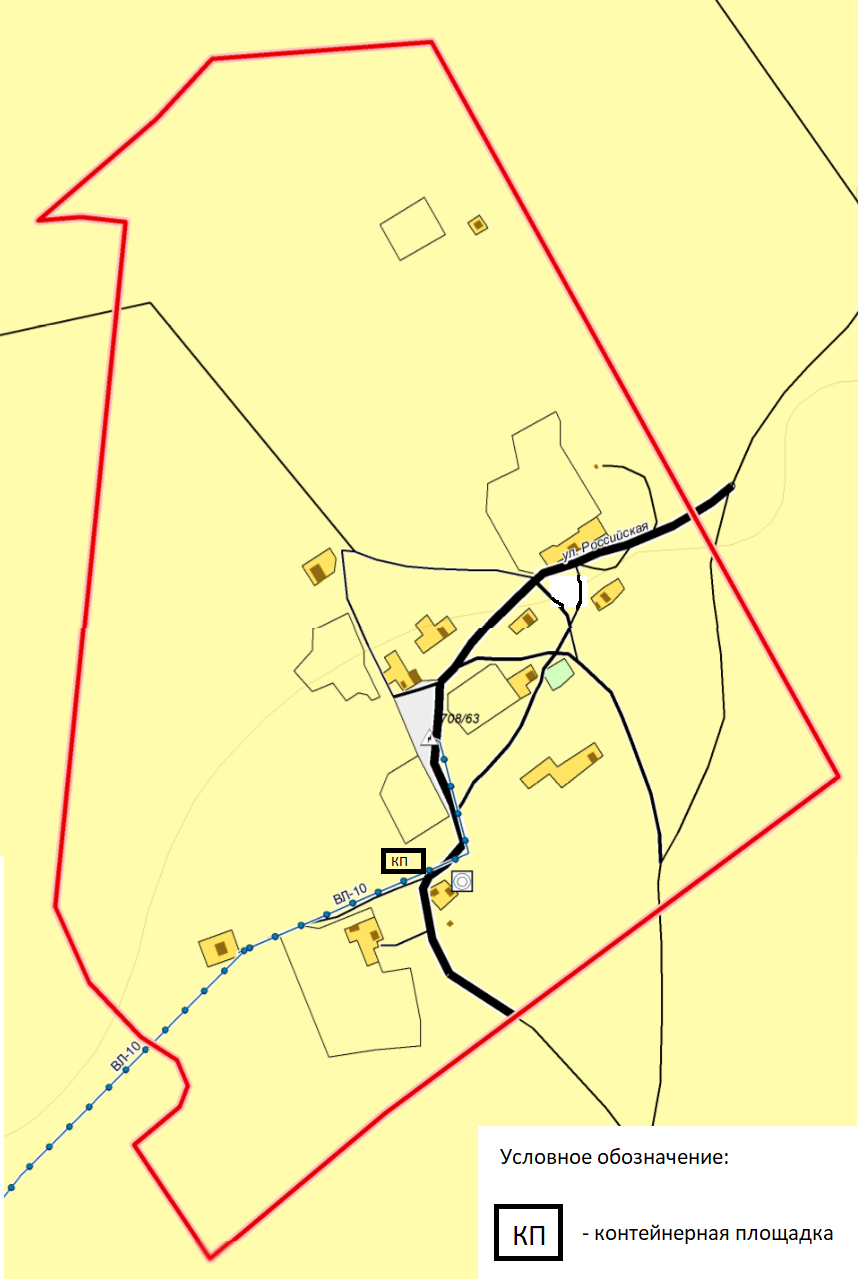 ул. Российская
708/63
КП
ВЛ-10
ВЛ-10
Условное обозначение:
КП - контейнерная площадка